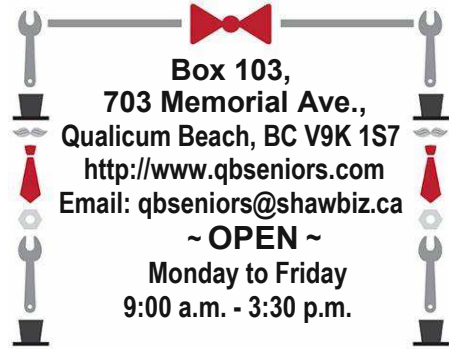 Box 103,
703 Memorial Ave.,
Qualicum Beach, BC V9K 1S7
http://www.qbseniors.com
Email: qbseniors@shawbiz.ca
~ OPEN ~
Monday to Friday
9:00 a.m. - 3:30 p.m.